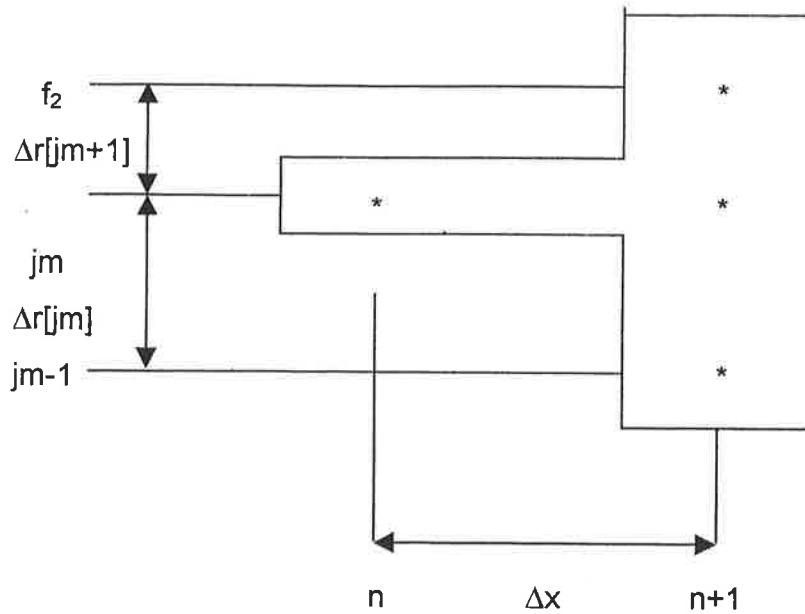 f₂
*
Δr[jm+1]
*
*
jm
Δr[jm]
jm-1
*
n
Δx
n+1